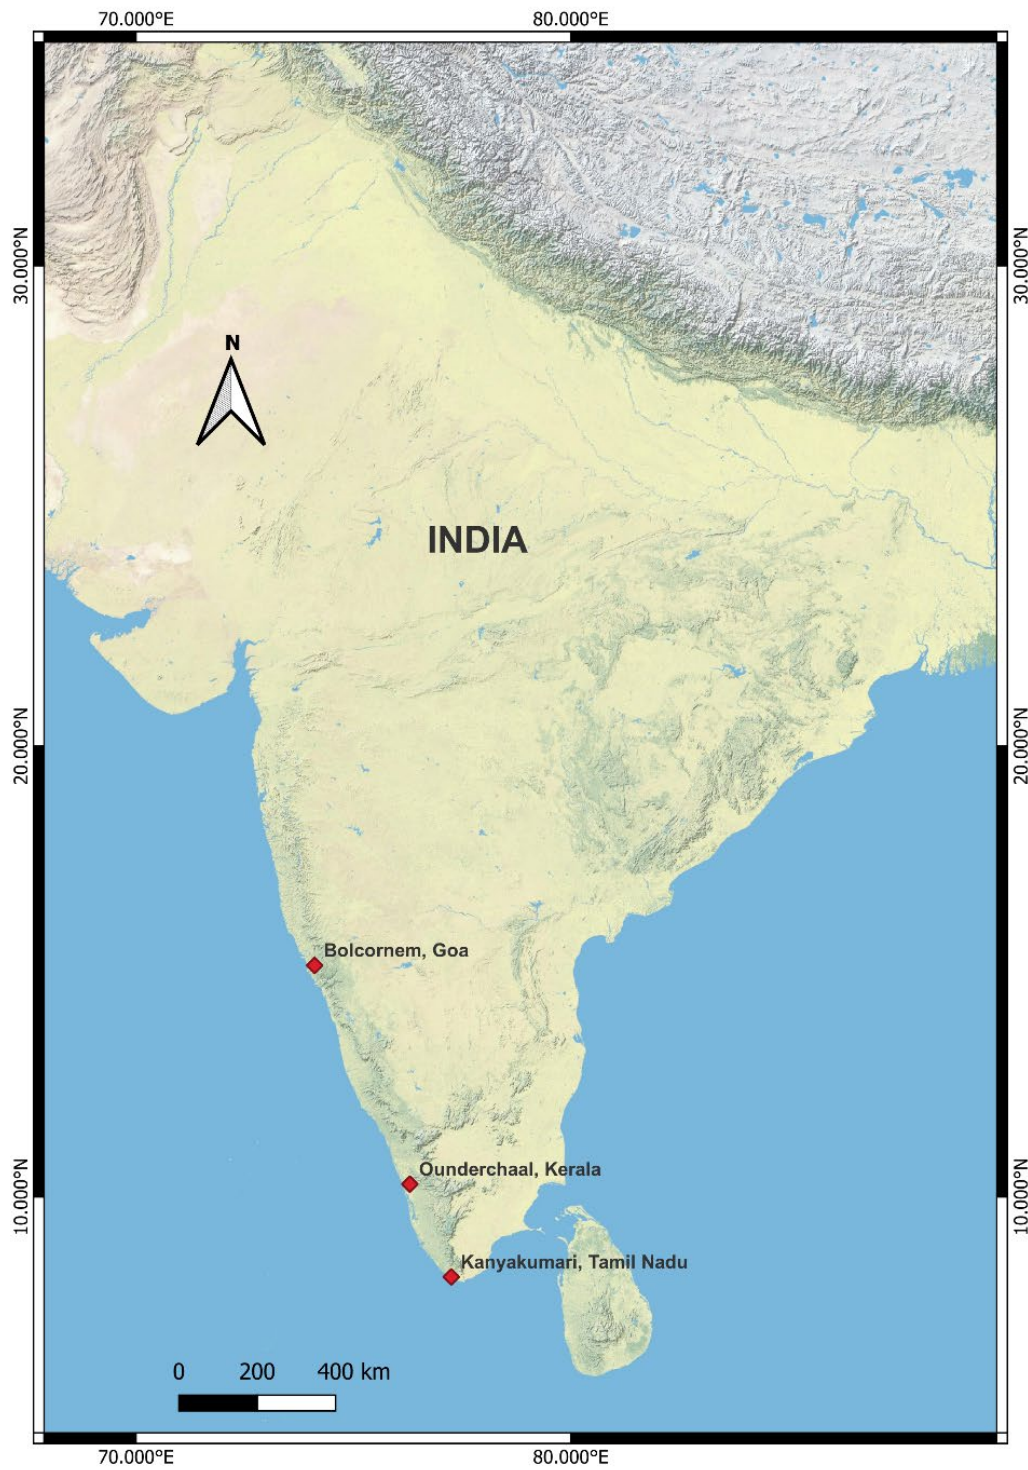 70.000°E
80.000°E
30.000°N
30.000°N
N
INDIA
20.000°N
20.000°N
Bolcornem, Goa
Ounderchaal, Kerala
10.000°N
10.000°N
Kanyakumari, Tamil Nadu
0 200 400 km
70.000°E
80.000°E